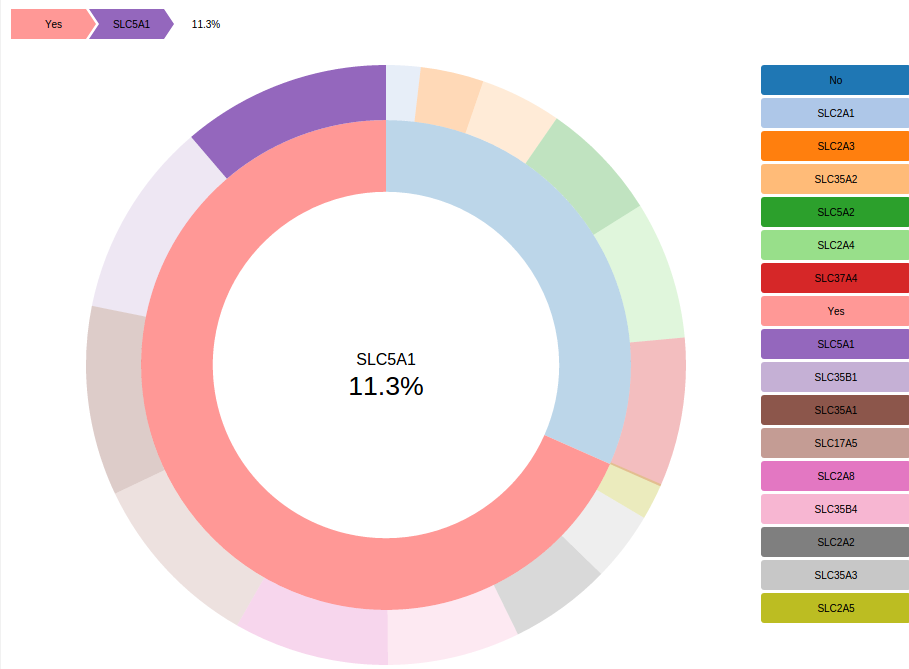 Yes SLC5A1 11.3%
SLC5A1
11.3%
No
SLC2A1
SLC2A3
SLC35A2
SLC5A2
SLC2A4
SLC37A4
Yes
SLC5A1
SLC35B1
SLC35A1
SLC17A5
SLC2A8
SLC35B4
SLC2A2
SLC35A3
SLC2A5